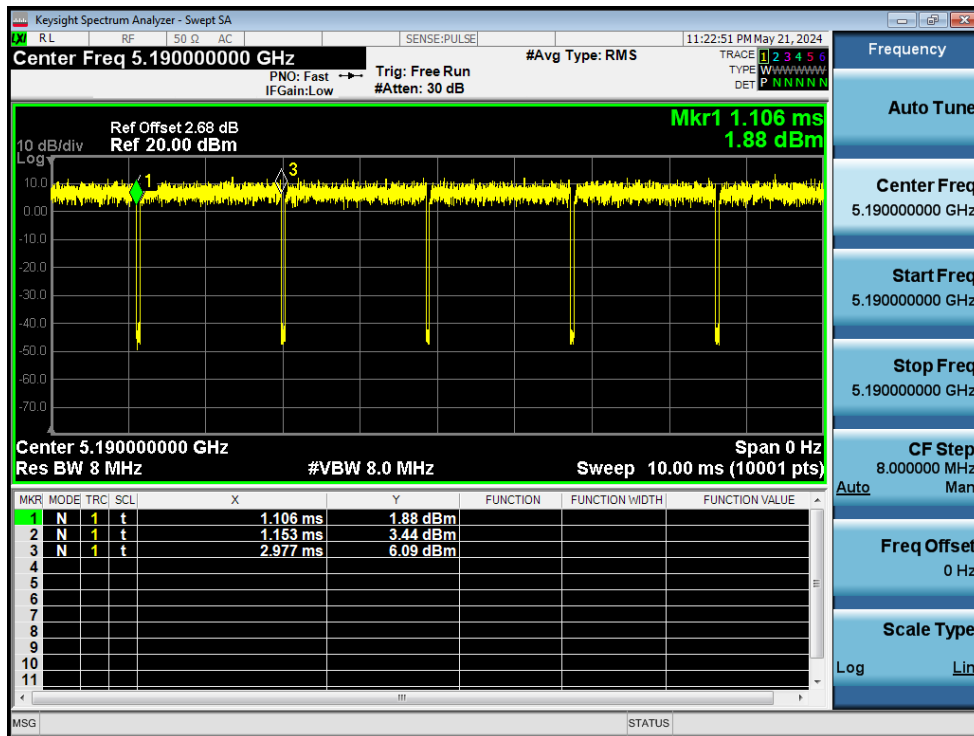 Keysight Spectrum Analyzer - Swept SA
LXI RL RF 50 Ω AC SENSE:PULSE 11:22:51 PM May 21, 2024
Center Freq 5.190000000 GHz #Avg Type: RMS TRACE 1 2 3 4 5 6
PNO: Fast Trig: Free Run TYPE WWWWWW
IFGain:Low #Atten: 30 dB DET P NNNNN
Mkr1 1.106 ms
1.88 dBm
Ref Offset 2.68 dB
10 dB/div Ref 20.00 dBm
Log
1
3
10.0
0.00
-10.0
-20.0
-30.0
-40.0
-50.0
-60.0
-70.0
Center 5.190000000 GHz Span 0 Hz
Res BW 8 MHz #VBW 8.0 MHz Sweep 10.00 ms (10001 pts)
MKR MODE TRC SCL X Y FUNCTION FUNCTION WIDTH FUNCTION VALUE
1 N 1 t 1.106 ms 1.88 dBm
2 N 1 t 1.153 ms 3.44 dBm
3 N 1 t 2.977 ms 6.09 dBm
4
5
6
7
8
9
10
11
MSG STATUS
Frequency
Auto Tune
Center Freq
5.190000000 GHz
Start Freq
5.190000000 GHz
Stop Freq
5.190000000 GHz
CF Step
8.000000 MHz
Auto Man
Freq Offset
0 Hz
Scale Type
Log Lin